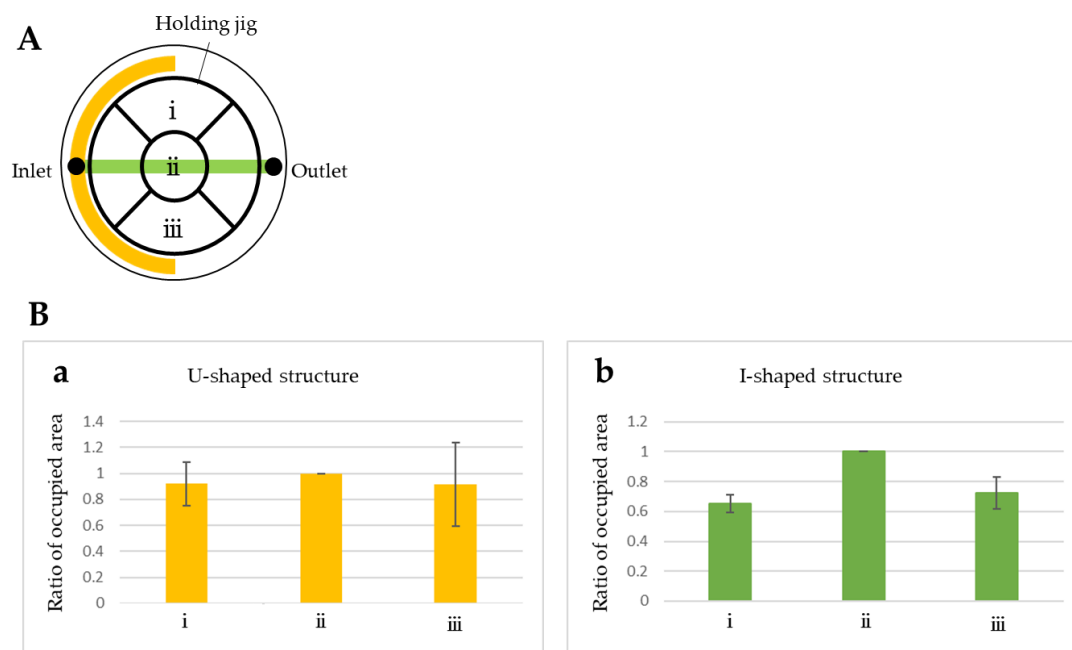 A
Holding jig
i
Inlet
ii
Outlet
iii
B
a
U-shaped structure
Ratio of occupied area
1.4
1.2
1
0.8
0.6
0.4
0.2
0
i
ii
iii
b
I-shaped structure
Ratio of occupied area
1.2
1
0.8
0.6
0.4
0.2
0
i
ii
iii